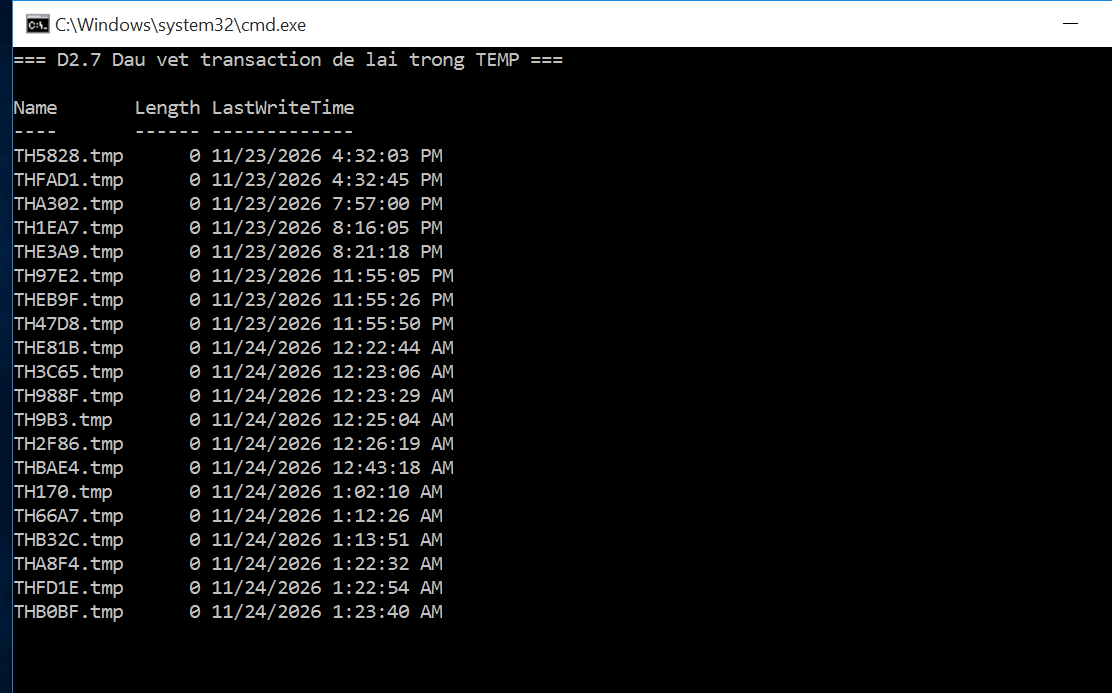 C:\Windows\system32\cmd.exe
=== D2.7 Dau vet transaction de lai trong TEMP ===
Name       Length LastWriteTime
----       ------ -------------
TH5828.tmp      0 11/23/2026 4:32:03 PM
THFAD1.tmp      0 11/23/2026 4:32:45 PM
THA302.tmp      0 11/23/2026 7:57:00 PM
TH1EA7.tmp      0 11/23/2026 8:16:05 PM
THE3A9.tmp      0 11/23/2026 8:21:18 PM
TH97E2.tmp      0 11/23/2026 11:55:05 PM
THEB9F.tmp      0 11/23/2026 11:55:26 PM
TH47D8.tmp      0 11/23/2026 11:55:50 PM
THE81B.tmp      0 11/24/2026 12:22:44 AM
TH3C65.tmp      0 11/24/2026 12:23:06 AM
TH988F.tmp      0 11/24/2026 12:23:29 AM
TH9B3.tmp       0 11/24/2026 12:25:04 AM
TH2F86.tmp      0 11/24/2026 12:26:19 AM
THBAE4.tmp      0 11/24/2026 12:43:18 AM
TH170.tmp       0 11/24/2026 1:02:10 AM
TH66A7.tmp      0 11/24/2026 1:12:26 AM
THB32C.tmp      0 11/24/2026 1:13:51 AM
THA8F4.tmp      0 11/24/2026 1:22:32 AM
THFD1E.tmp      0 11/24/2026 1:22:54 AM
THB0BF.tmp      0 11/24/2026 1:23:40 AM